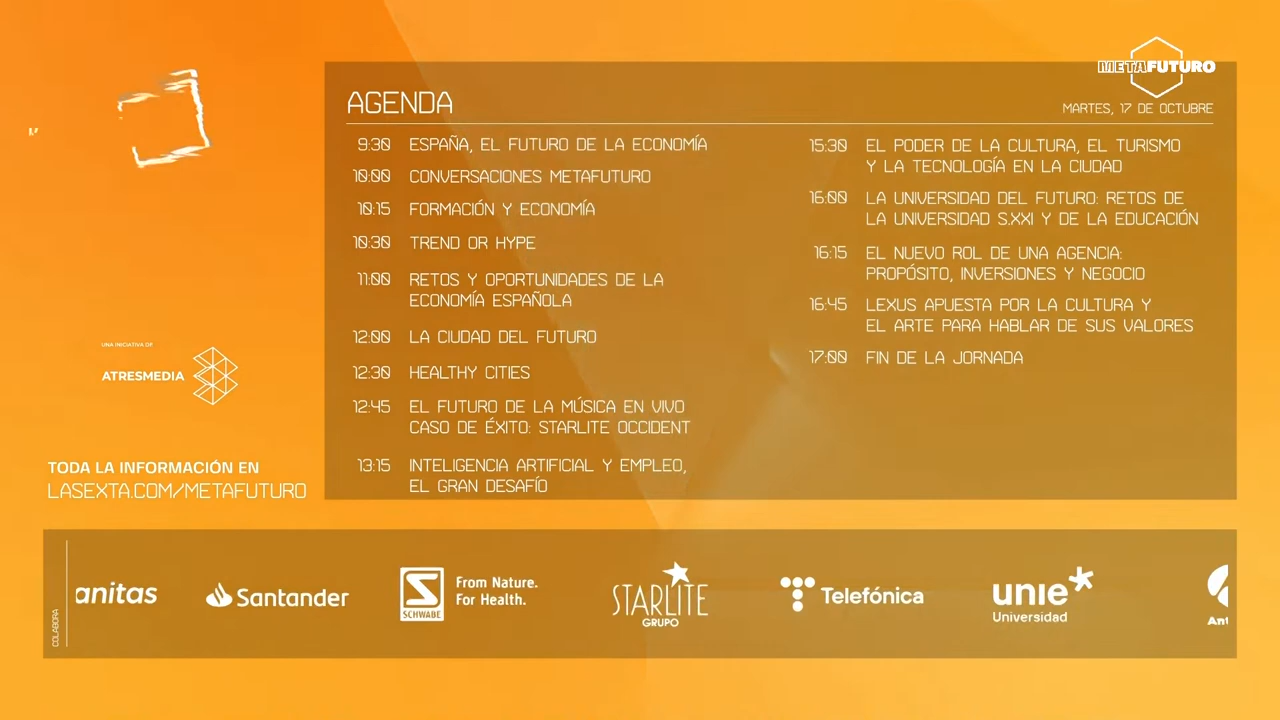 METAFUTURO
AGENDA
MARTES, 17 DE OCTUBRE
9:30 ESPAÑA, EL FUTURO DE LA ECONOMÍA
10:00 CONVERSACIONES METAFUTURO
10:15 FORMACIÓN Y ECONOMÍA
10:30 TREND OR HYPE
11:00 RETOS Y OPORTUNIDADES DE LA
ECONOMÍA ESPAÑOLA
12:00 LA CIUDAD DEL FUTURO
12:30 HEALTHY CITIES
12:45 EL FUTURO DE LA MÚSICA EN VIVO
CASO DE ÉXITO: STARLITE OCCIDENT
13:15 INTELIGENCIA ARTIFICIAL Y EMPLEO,
EL GRAN DESAFÍO
15:30 EL PODER DE LA CULTURA, EL TURISMO
Y LA TECNOLOGÍA EN LA CIUDAD
16:00 LA UNIVERSIDAD DEL FUTURO: RETOS DE
LA UNIVERSIDAD S.XXI Y DE LA EDUCACIÓN
16:15 EL NUEVO ROL DE UNA AGENCIA:
PROPÓSITO, INVERSIONES Y NEGOCIO
16:45 LEXUS APUESTA POR LA CULTURA Y
EL ARTE PARA HABLAR DE SUS VALORES
17:00 FIN DE LA JORNADA
UNA INICIATIVA DE
ATRESMEDIA
TODA LA INFORMACIÓN EN
LASEXTA.COM/METAFUTURO
COLABORA
anitas
Santander
SCHWABE
From Nature.
For Health.
STARLITE
GRUPO
Telefónica
unie
Universidad